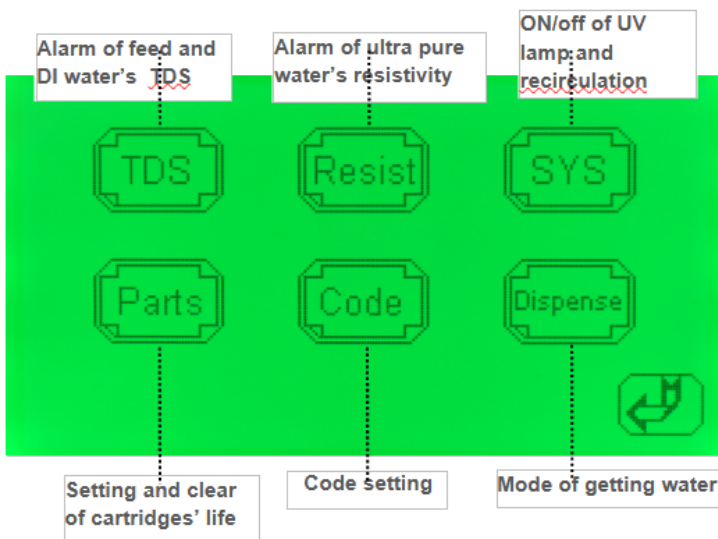 Alarm of feed and
DI water's TDS
Alarm of ultra pure
water's resistivity
ON/off of UV
lamp and
recirculation
TDS
Resist
SYS
Parts
Code
Dispense
Setting and clear
of cartridges' life
Code setting
Mode of getting water